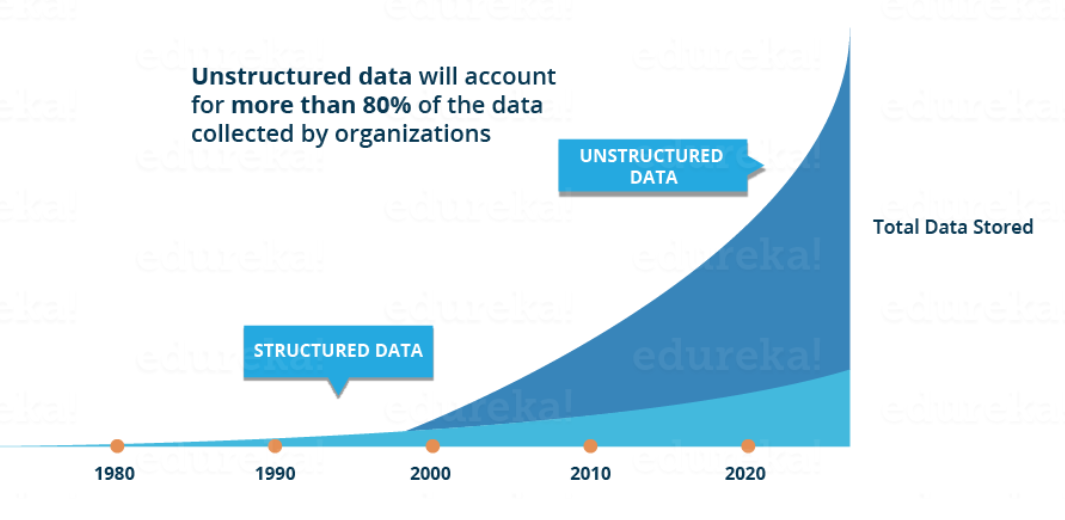 Unstructured data will account
for more than 80% of the data
collected by organizations
UNSTRUCTURED
DATA
Total Data Stored
STRUCTURED DATA
1980
1990
2000
2010
2020
edureka!